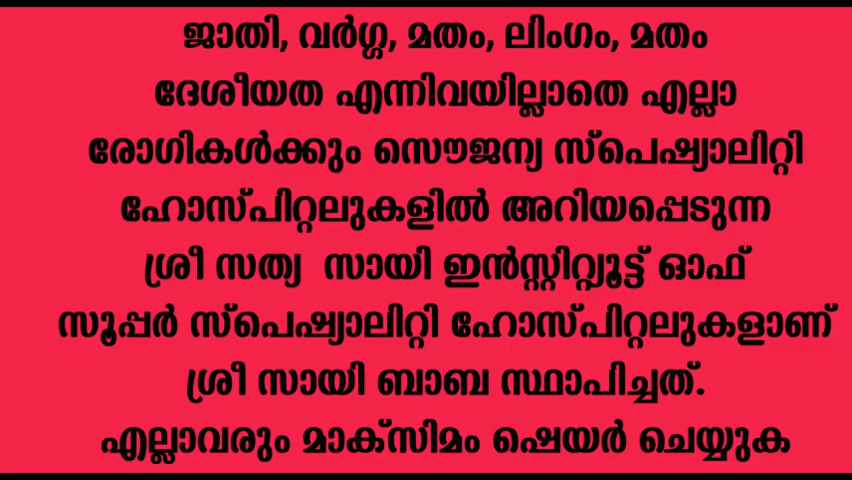 ജാതി, വർഗ്ഗ, മതം, ലിംഗം, മതം
ദേശീയത എന്നിവയില്ലാതെ എല്ലാ
രോഗികൾക്കും സൌജന്യ സ്പെഷ്യാലിറ്റി
ഹോസ്പിറ്റലുകളിൽ അറിയപ്പെടുന്ന
ശ്രീ സത്യ സായി ഇൻസ്റ്റിറ്റ്യൂട്ട് ഓഫ്
സൂപ്പർ സ്പെഷ്യാലിറ്റി ഹോസ്പിറ്റലുകളാണ്
ശ്രീ സായി ബാബ സ്ഥാപിച്ചത്.
എല്ലാവരും മാക്സിമം ഷെയർ ചെയ്യുക